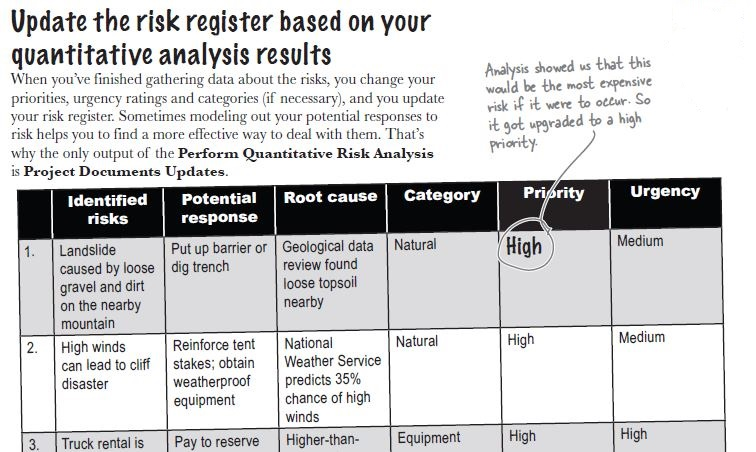 Update the risk register based on your
quantitative analysis results
When you've finished gathering data about the risks, you change your
priorities, urgency ratings and categories (if necessary), and you update
your risk register. Sometimes modeling out your potential responses to
risk helps you to find a more effective way to deal with them. That's
why the only output of the Perform Quantitative Risk Analysis
is Project Documents Updates.
Analysis showed us that this
would be the most expensive
risk if it were to occur. So
it got upgraded to a high
priority.
Identified risks
Potential response
Root cause
Category
Priority
Urgency
1.
Landslide
caused by loose
gravel and dirt
on the nearby
mountain
Put up barrier or
dig trench
Geological data
review found
loose topsoil
nearby
Natural
High
Medium
2.
High winds
can lead to cliff
disaster
Reinforce tent
stakes; obtain
weatherproof
equipment
National
Weather Service
predicts 35%
chance of high
winds
Natural
High
Medium
3.
Truck rental is
Pay to reserve
Higher-than-
Equipment
High
High